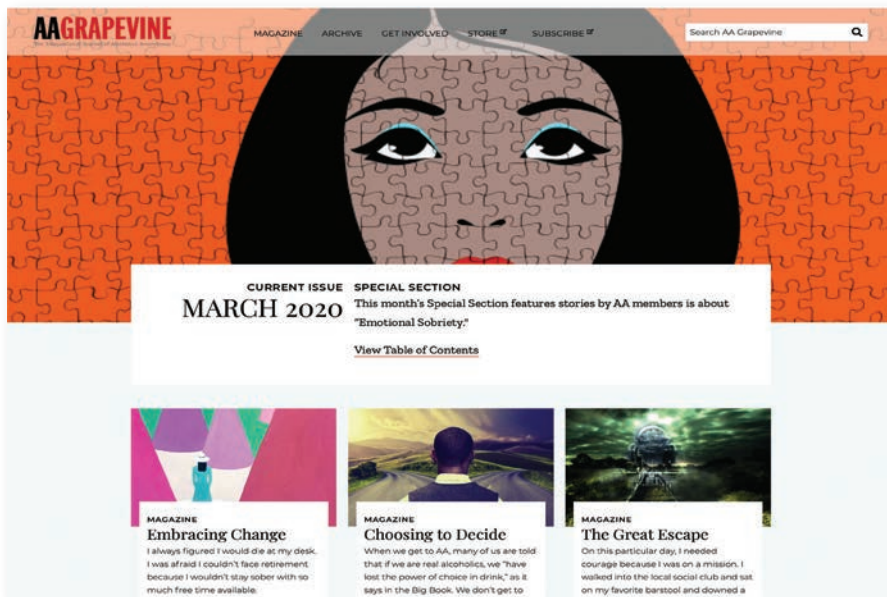 AAGRAPEVINE
MAGAZINE ARCHIVE GET INVOLVED STORE SUBSCRIBE
Search AA Grapevine
CURRENT ISSUE
MARCH 2020
SPECIAL SECTION
This month's Special Section features stories by AA members is about
"Emotional Sobriety."
View Table of Contents
MAGAZINE
Embracing Change
I always figured I would die at my desk.
I was afraid I couldn't face retirement
because I wouldn't stay sober with so
much free time available.
MAGAZINE
Choosing to Decide
When we get to AA, many of us are told
that if we are real alcoholics, we "have
lost the power of choice in drink," as it
says in the Big Book. We don't get to
MAGAZINE
The Great Escape
On this particular day, I needed
courage because I was on a mission. I
walked into the local social club and sat
on my favorite barstool and downed a